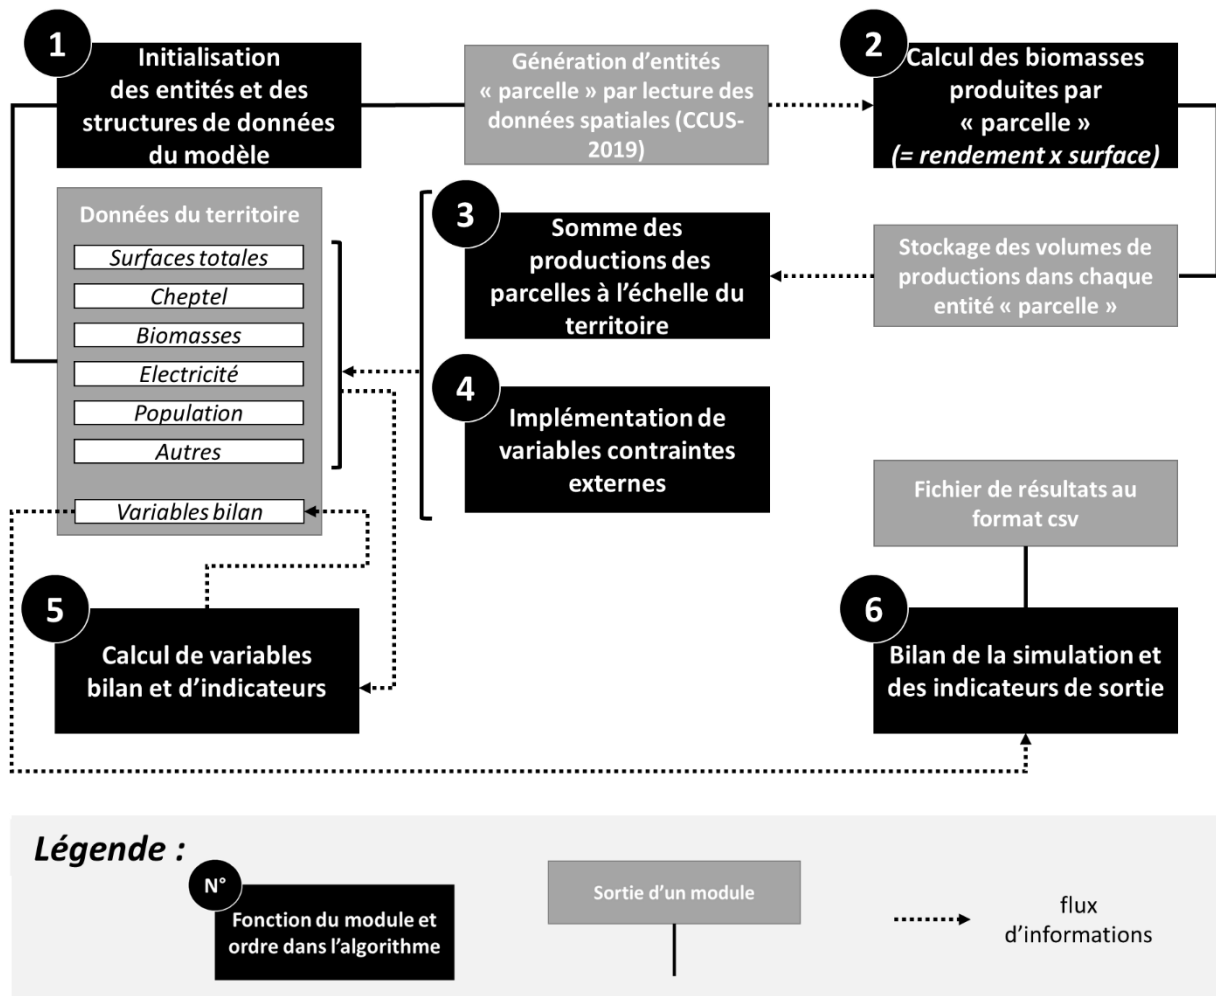 1
Initialisation
des entités et des
structures de données
du modèle
Génération d'entités
« parcelle » par lecture des
données spatiales (CCUS-
2019)
2
Calcul des biomasses
produites par
« parcelle »
(= rendement x surface)
Données du territoire
Surfaces totales
Cheptel
Biomasses
Electricité
Population
Autres
Variables bilan
3
Somme des
productions des
parcelles à l'échelle du
territoire
Stockage des volumes de
productions dans chaque
entité « parcelle »
4
Implémentation de
variables contraintes
externes
Fichier de résultats au
format csv
5
Calcul de variables
bilan et d'indicateurs
6
Bilan de la simulation et
des indicateurs de sortie
Légende :
N°
Fonction du module et
ordre dans l'algorithme
Sortie d'un module
flux
d'informations